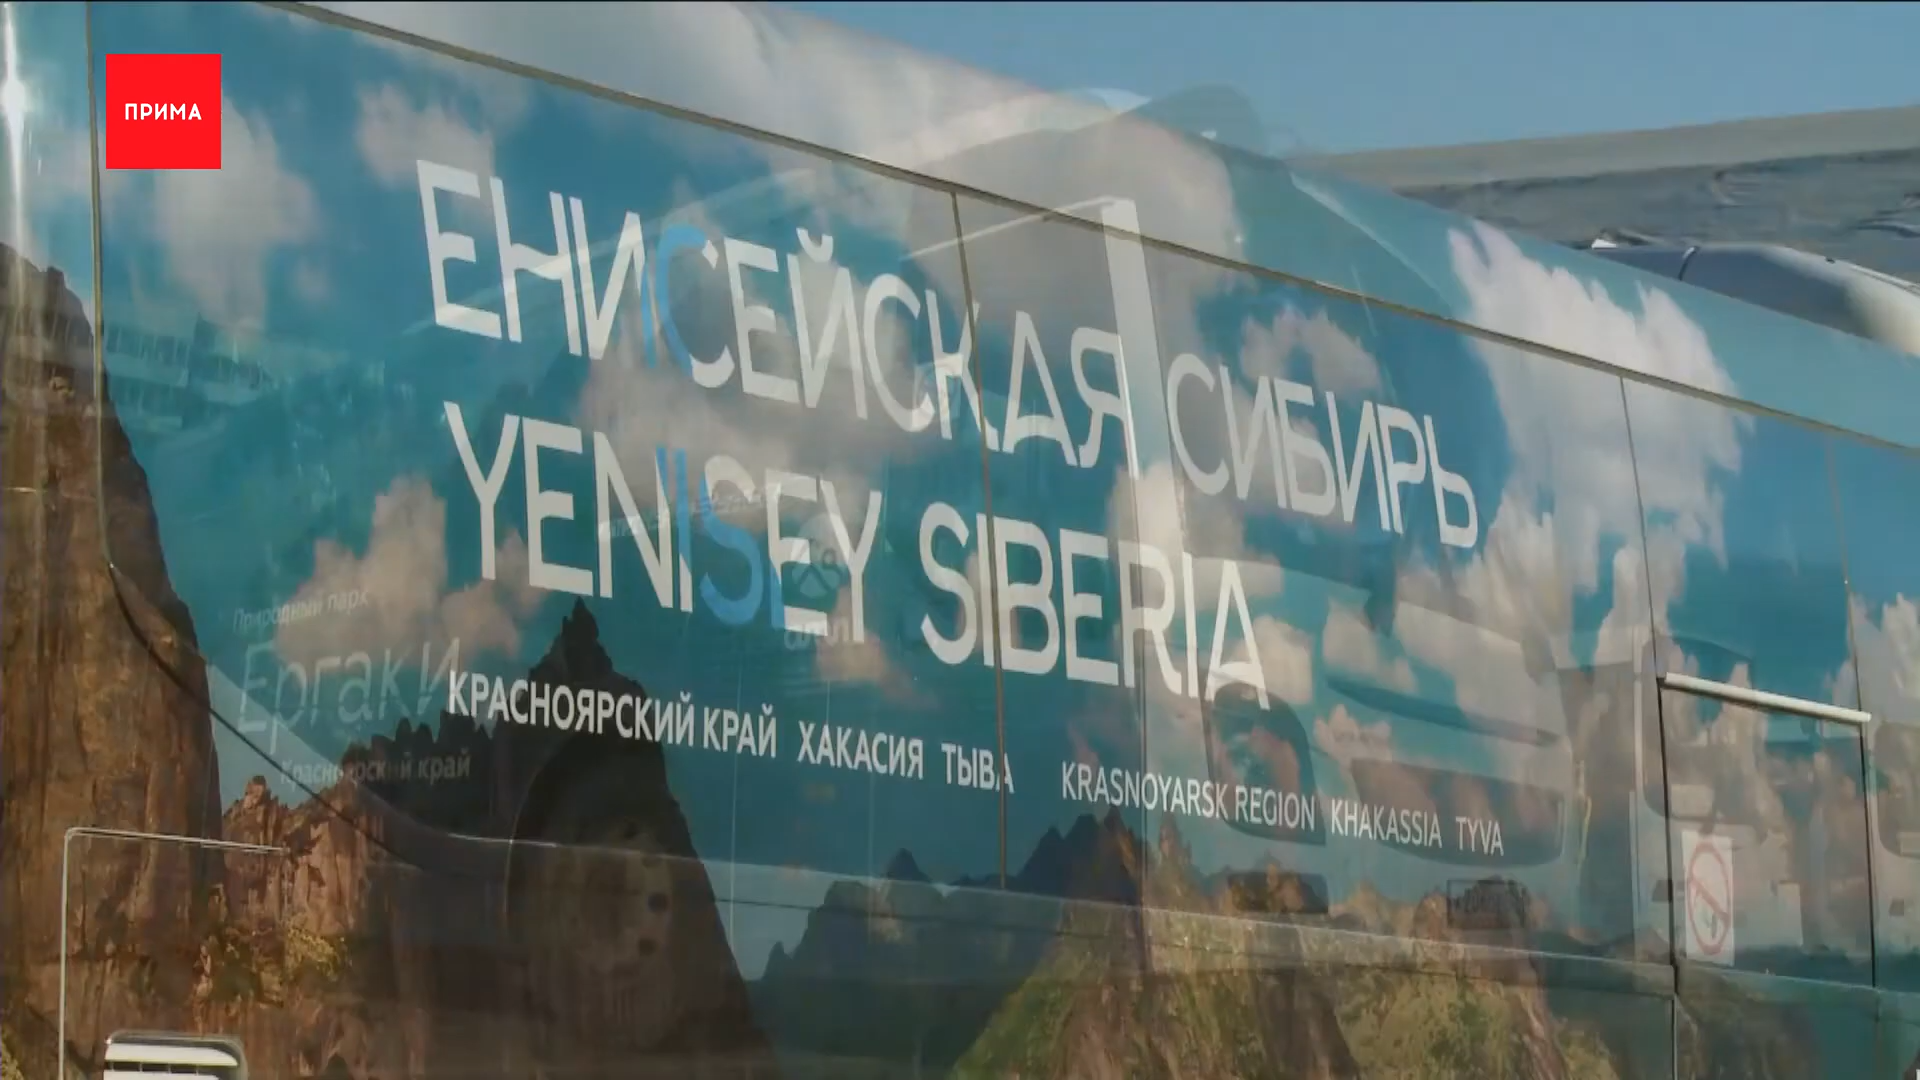 ПРИМА
ЕНИСЕЙСКАЯ СИБИРЬ
YENISEY SIBERIA
Природный парк
Ергаки
Красноярский край
КРАСНОЯРСКИЙ КРАЙ ХАКАСИЯ ТЫВА KRASNOYARSK REGION KHAKASSIA TYVA